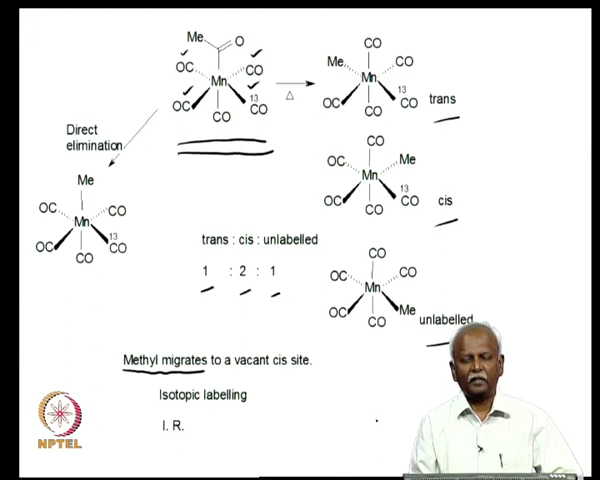 Me
O
OC
CO
Mn
OC
13
CO
CO
Δ
CO
Me
CO
Mn
OC
13
CO
CO
trans
Direct
elimination
Me
OC
CO
Mn
OC
13
CO
CO
CO
OC
Me
Mn
OC
13
CO
CO
cis
trans : cis : unlabelled
1 : 2 : 1
CO
OC
CO
Mn
OC
Me
CO
unlabelled
Methyl migrates to a vacant cis site.
Isotopic labelling
I. R.
NPTEL